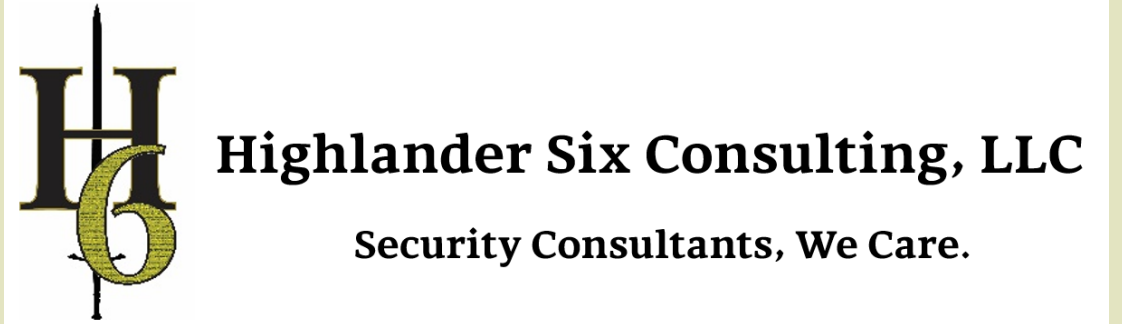 H6
Highlander Six Consulting, LLC
Security Consultants, We Care.